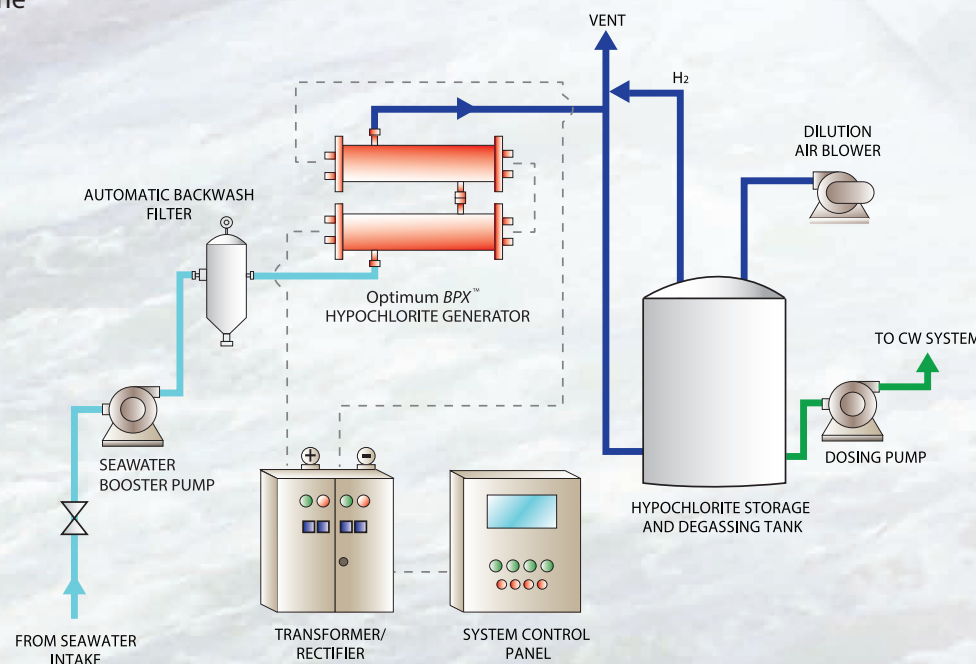 ne
VENT
H₂
DILUTION
AIR BLOWER
AUTOMATIC BACKWASH
FILTER
Optimum BPX™
HYPOCHLORITE GENERATOR
TO CW SYSTEM
SEAWATER
BOOSTER PUMP
DOSING PUMP
+
−
HYPOCHLORITE STORAGE
AND DEGASSING TANK
FROM SEAWATER
INTAKE
TRANSFORMER/
RECTIFIER
SYSTEM CONTROL
PANEL